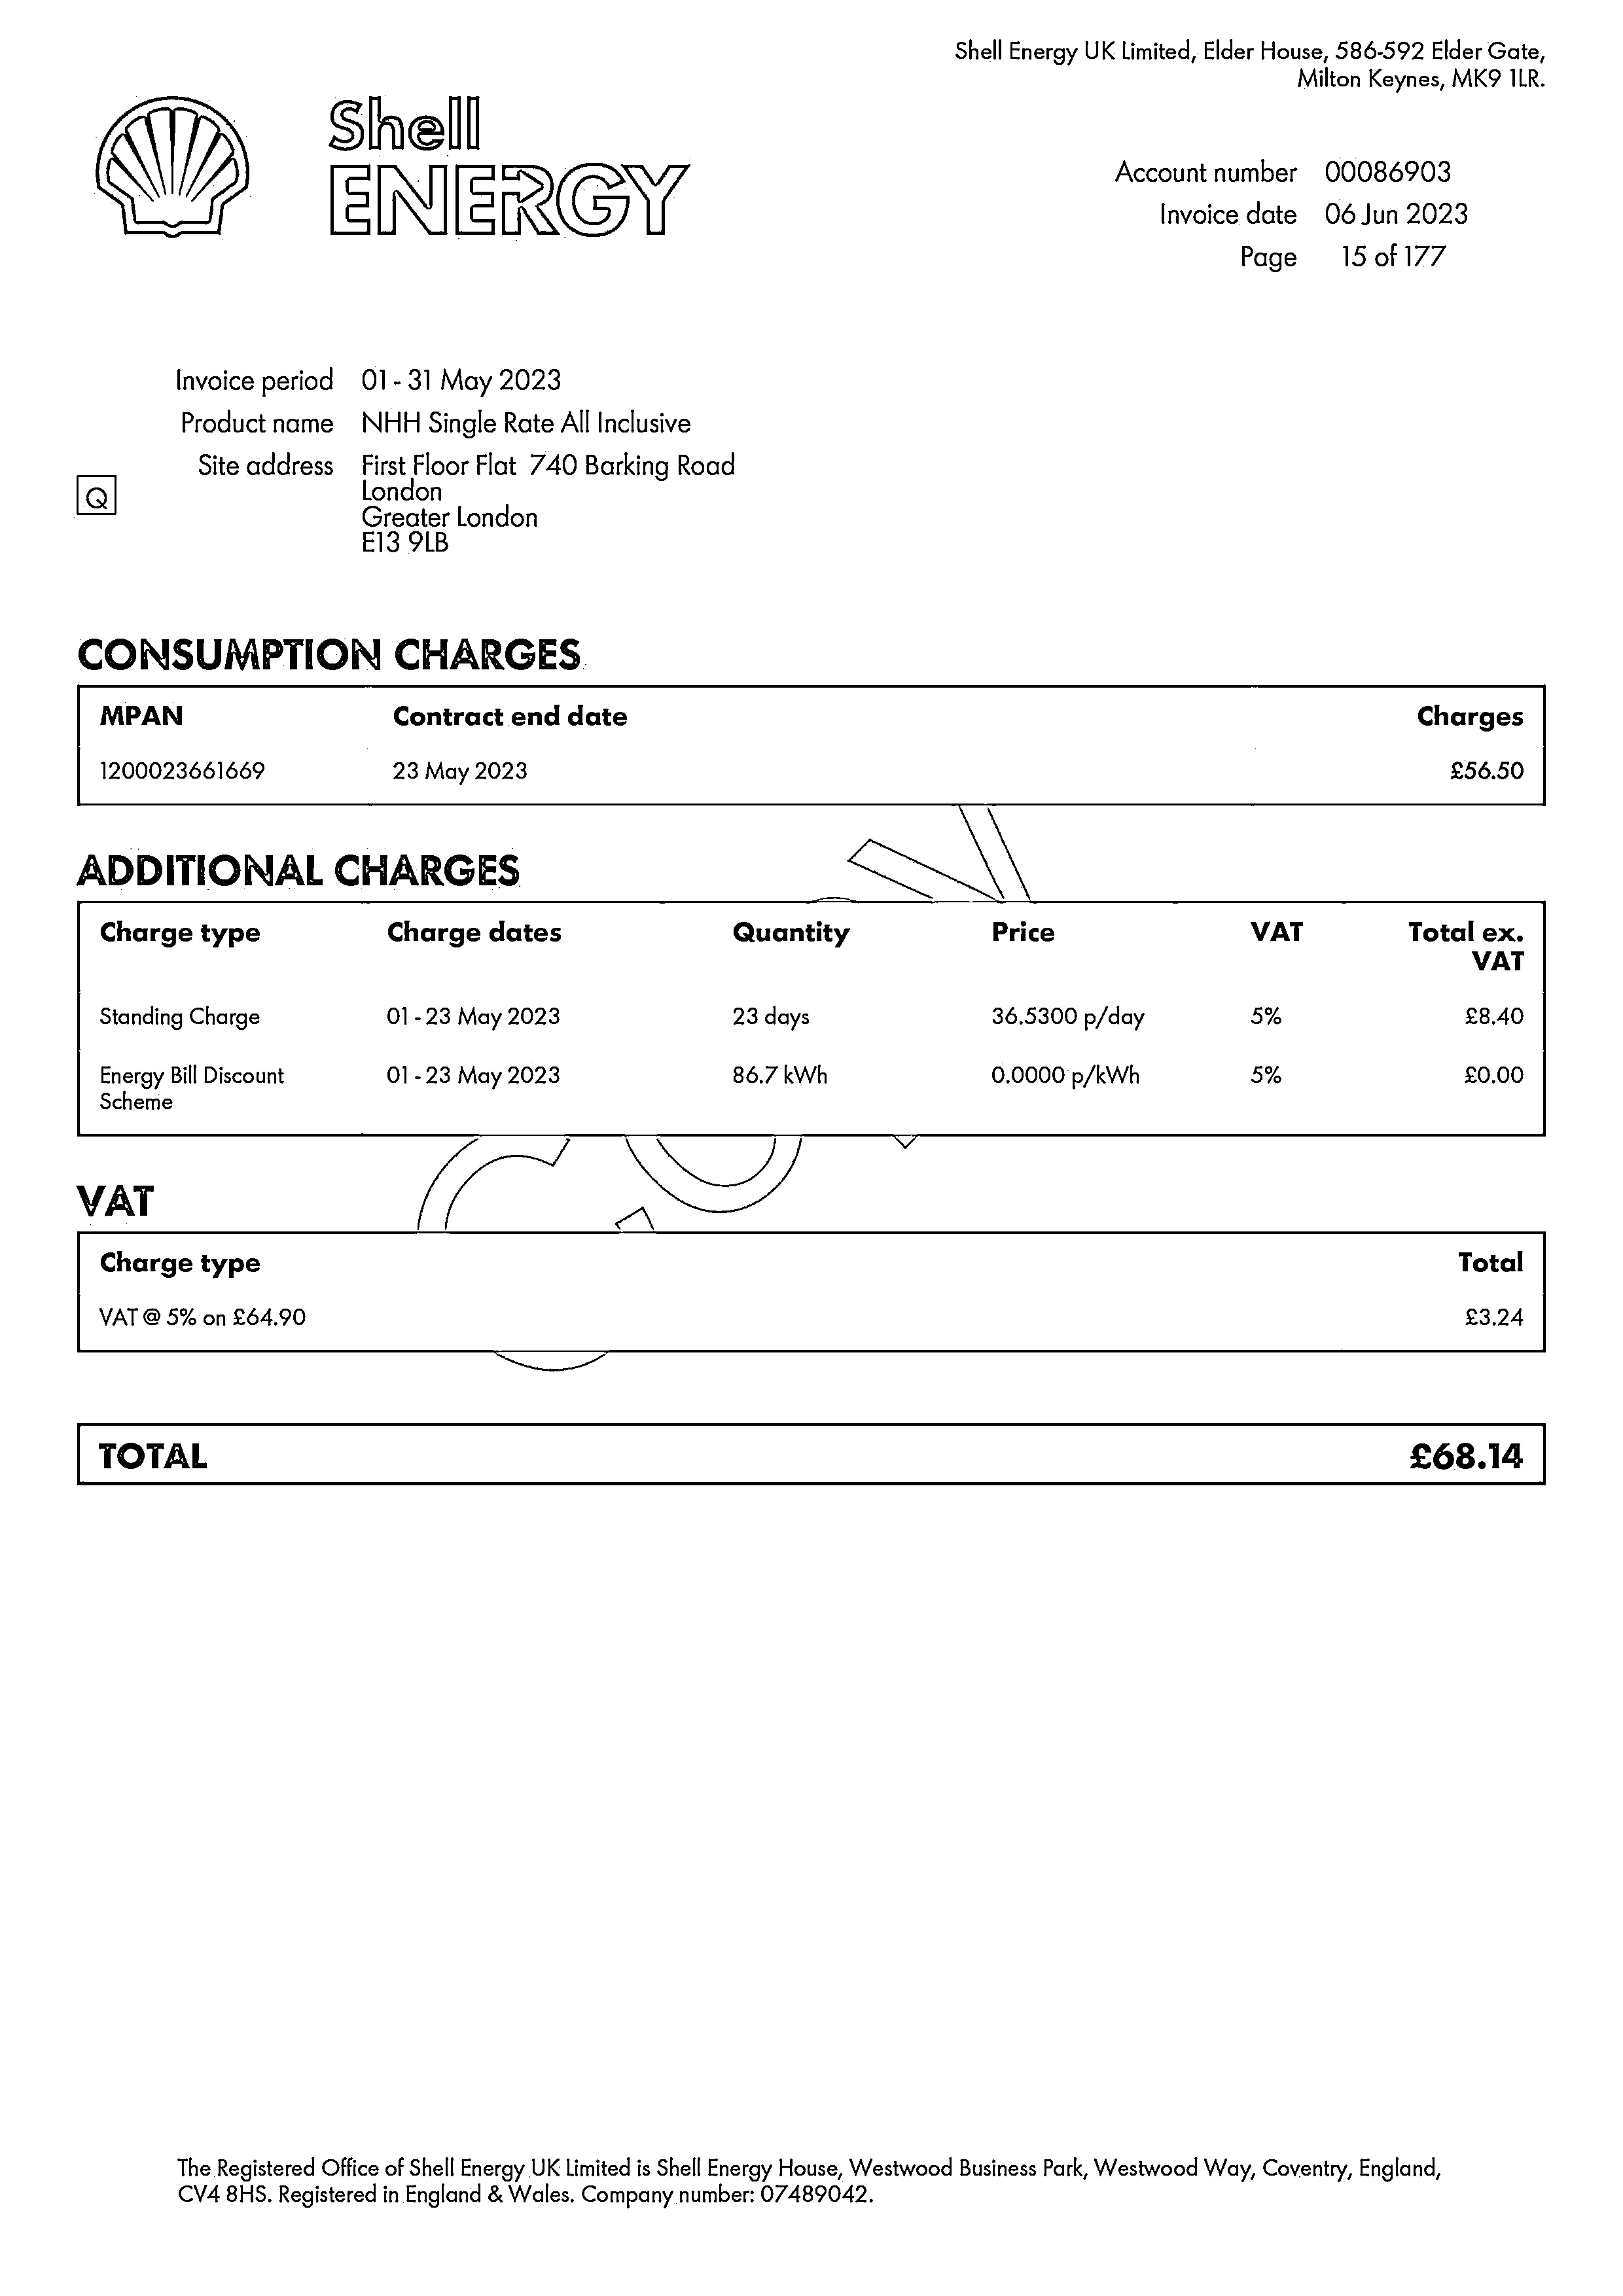 Shell Energy UK Limited, Elder House, 586-592 Elder Gate,
Milton Keynes, MK9 1LR.
Shell
ENERGY
Account number 00086903
Invoice date 06 Jun 2023
Page 15 of 177
Invoice period 01 - 31 May 2023
Product name NHH Single Rate All Inclusive
Site address First Floor Flat 740 Barking Road
London
Q
Greater London
E13 9LB
CONSUMPTION CHARGES
MPAN Contract end date Charges
1200023661669 23 May 2023 £56.50
ADDITIONAL CHARGES
Charge type Charge dates Quantity Price VAT Total ex.
VAT
Standing Charge 01 - 23 May 2023 23 days 36.5300 p/day 5% £8.40
Energy Bill Discount 01 - 23 May 2023 86.7 kWh 0.0000 p/kWh 5% £0.00
Scheme
VAT
Charge type Total
VAT @ 5% on £64.90 £3.24
TOTAL £68.14
The Registered Office of Shell Energy UK Limited is Shell Energy House, Westwood Business Park, Westwood Way, Coventry, England,
CV4 8HS. Registered in England & Wales. Company number: 07489042.